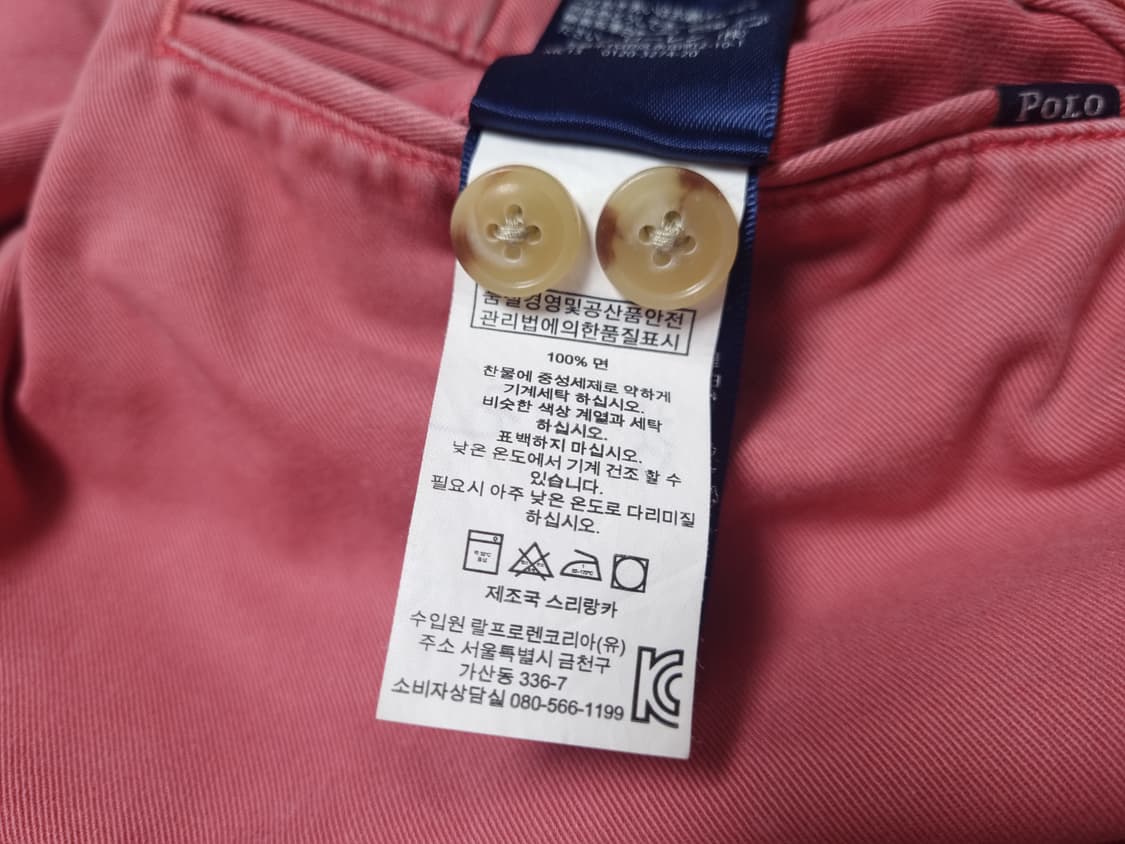 0120-3274-20
POLO
품질경영및공산품안전
관리법에의한품질표시
100% 면
찬물에 중성세제로 약하게
기계세탁 하십시오.
비슷한 색상 계열과 세탁
하십시오.
표백하지 마십시오.
낮은 온도에서 기계 건조 할 수
있습니다.
필요시 아주 낮은 온도로 다리미질
하십시오.
제조국 스리랑카
수입원 랄프로렌코리아(유)
주소 서울특별시 금천구
가산동 336-7
소비자상담실 080-566-1199